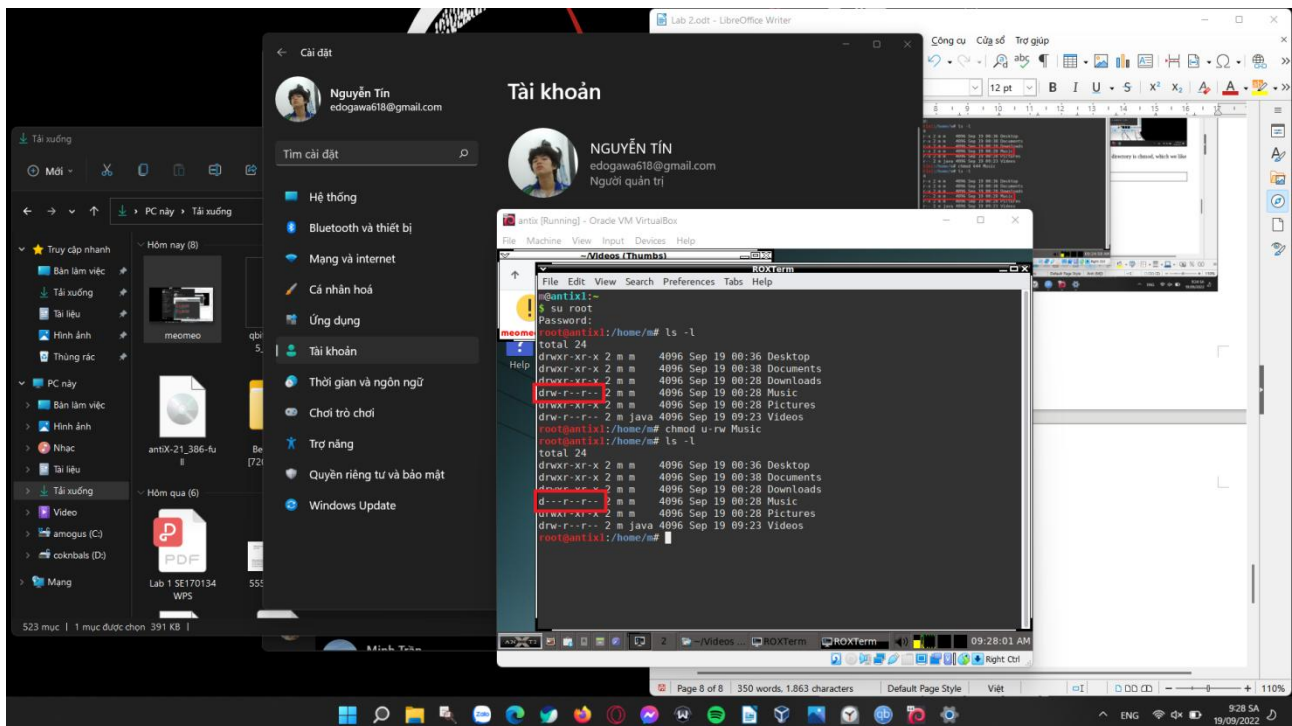 Lab 2.odt - LibreOffice Writer
Công cụ Cửa sổ Trợ giúp
12 pt
Cài đặt
Nguyễn Tín
edogawa618@gmail.com
Tìm cài đặt
Hệ thống
Bluetooth và thiết bị
Mạng và internet
Cá nhân hoá
Ứng dụng
Tài khoản
Thời gian và ngôn ngữ
Chơi trò chơi
Trợ năng
Quyền riêng tư và bảo mật
Windows Update
Tài khoản
NGUYỄN TÍN
edogawa618@gmail.com
Người quản trị
Tải xuống
Mới
PC này › Tải xuống
Truy cập nhanh
Bàn làm việc
Tải xuống
Tài liệu
Hình ảnh
Thùng rác
PC này
Bàn làm việc
Hình ảnh
Nhạc
Tài liệu
Tải xuống
Video
amogus (C:)
coknbals (D:)
Mạng
Hôm nay (8)
meomeo
antiX-21_386-fu
ll
Hôm qua (6)
PDF
Lab 1 SE170134
WPS
523 mục | 1 mục được chọn 391 KB |
antix [Running] - Oracle VM VirtualBox
File Machine View Input Devices Help
~/Videos (Thumbs)
ROXTerm
File Edit View Search Preferences Tabs Help
Help
m@antix1:~
$ su root
Password:
root@antix1:/home/m# ls -l
total 24
drwxr-xr-x 2 m m 4096 Sep 19 00:36 Desktop
drwxr-xr-x 2 m m 4096 Sep 19 00:38 Documents
drwxr-xr-x 2 m m 4096 Sep 19 00:28 Downloads
drw-r--r-- 2 m m 4096 Sep 19 00:28 Music
drwxr-xr-x 2 m m 4096 Sep 19 00:28 Pictures
drw-r--r-- 2 m java 4096 Sep 19 09:23 Videos
root@antix1:/home/m# chmod u-rw Music
root@antix1:/home/m# ls -l
total 24
drwxr-xr-x 2 m m 4096 Sep 19 00:36 Desktop
drwxr-xr-x 2 m m 4096 Sep 19 00:38 Documents
drwxr-xr-x 2 m m 4096 Sep 19 00:28 Downloads
d---r--r-- 2 m m 4096 Sep 19 00:28 Music
drwxr-xr-x 2 m m 4096 Sep 19 00:28 Pictures
drw-r--r-- 2 m java 4096 Sep 19 09:23 Videos
root@antix1:/home/m#
2 ~/Videos ... ROXTerm ROXTerm 09:28:01 AM
Right Ctrl
Minh Trần
Page 8 of 8 350 words, 1.863 characters Default Page Style Việt 110%
ENG 9:28 SA
19/09/2022